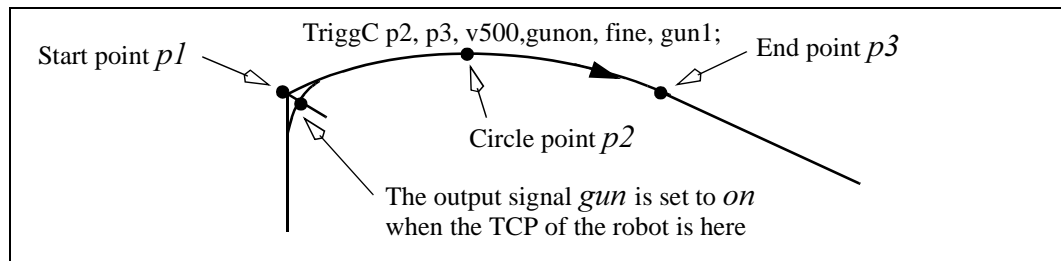 TriggC p2, p3, v500,gunon, fine, gun1;
Start point p1
End point p3
Circle point p2
The output signal gun is set to on
when the TCP of the robot is here